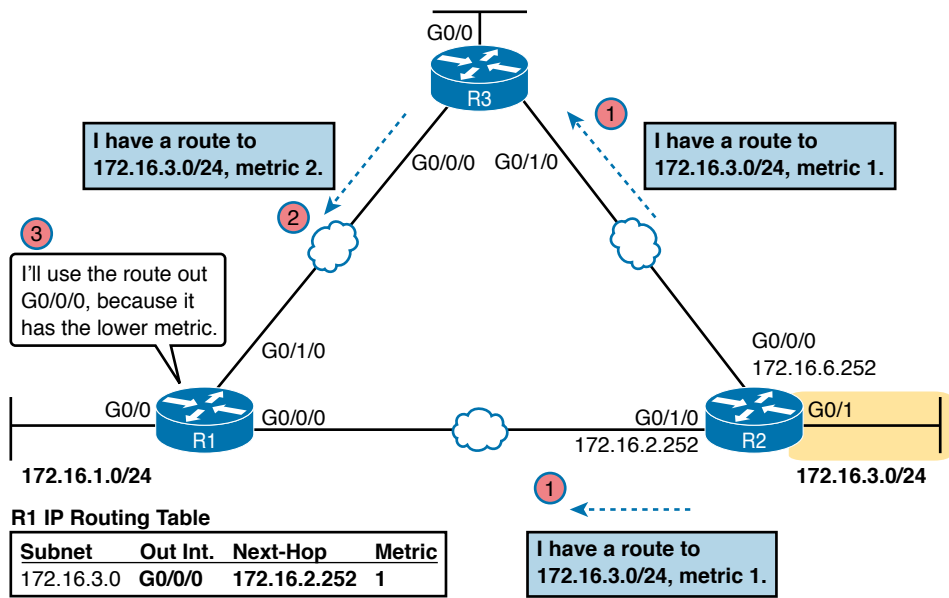 G0/0
R3
1
I have a route to
172.16.3.0/24, metric 2.
I have a route to
172.16.3.0/24, metric 1.
G0/0/0
G0/1/0
2
3
I'll use the route out
G0/0/0, because it
has the lower metric.
G0/1/0
G0/0/0
172.16.6.252
G0/0
G0/0/0
G0/1/0
G0/1
R1
172.16.2.252
R2
172.16.1.0/24
172.16.3.0/24
1
R1 IP Routing Table
Subnet Out Int. Next-Hop Metric
172.16.3.0 G0/0/0 172.16.2.252 1
I have a route to
172.16.3.0/24, metric 1.